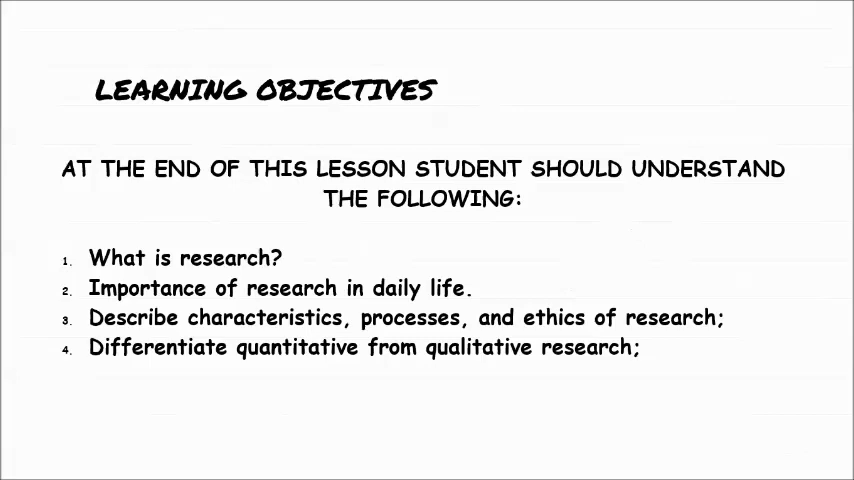 LEARNING OBJECTIVES
AT THE END OF THIS LESSON STUDENT SHOULD UNDERSTAND
THE FOLLOWING:
1. What is research?
2. Importance of research in daily life.
3. Describe characteristics, processes, and ethics of research;
4. Differentiate quantitative from qualitative research;